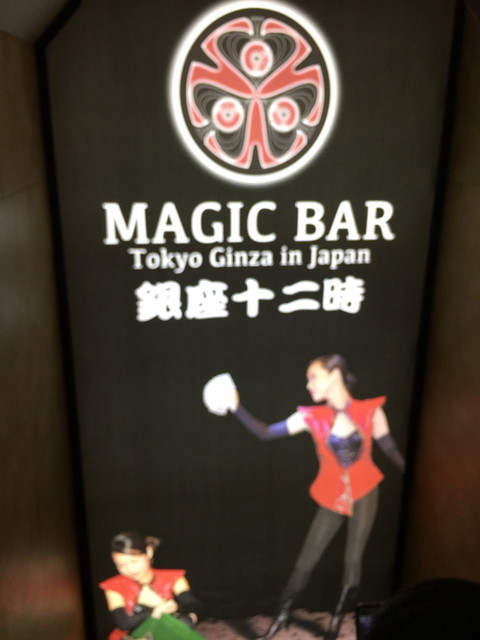 MAGIC BAR
Tokyo Ginza in Japan
銀座十二時